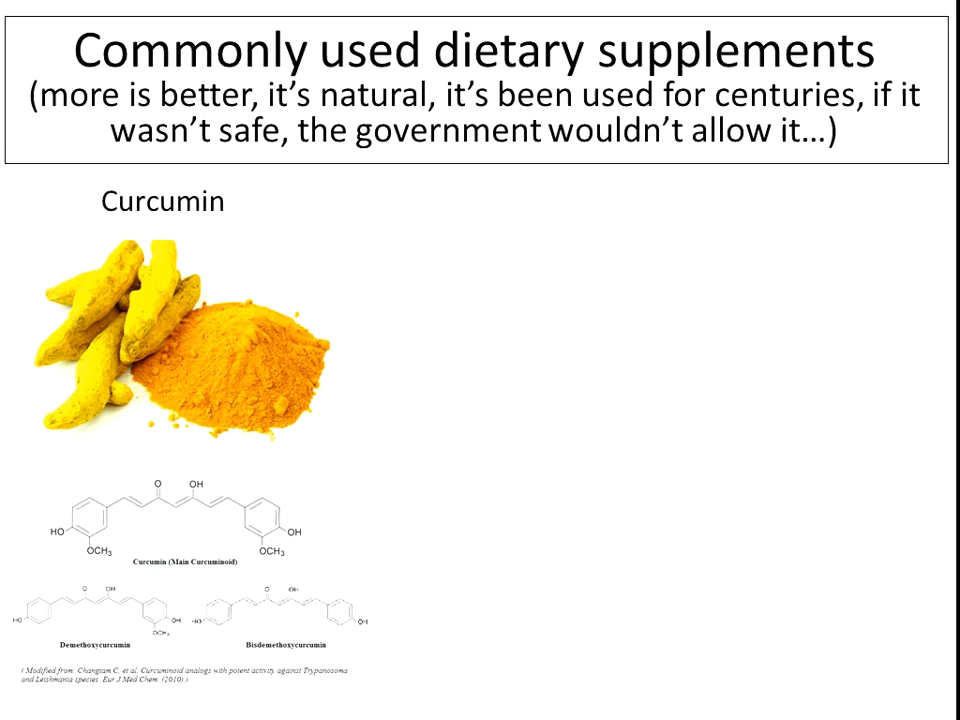 Commonly used dietary supplements
(more is better, it's natural, it's been used for centuries, if it
wasn't safe, the government wouldn't allow it…)
Curcumin
O OH
HO OH
OCH3 OCH3
Curcumin (Main Curcuminoid)
O OH O OH
HO OH HO OH
OCH3
Demethoxycurcumin Bisdemethoxycurcumin
( Modified from: Changtam C, et al. Curcuminoid analogs with potent activity against Trypanosoma
and Leishmania species. Eur J Med Chem (2010).)